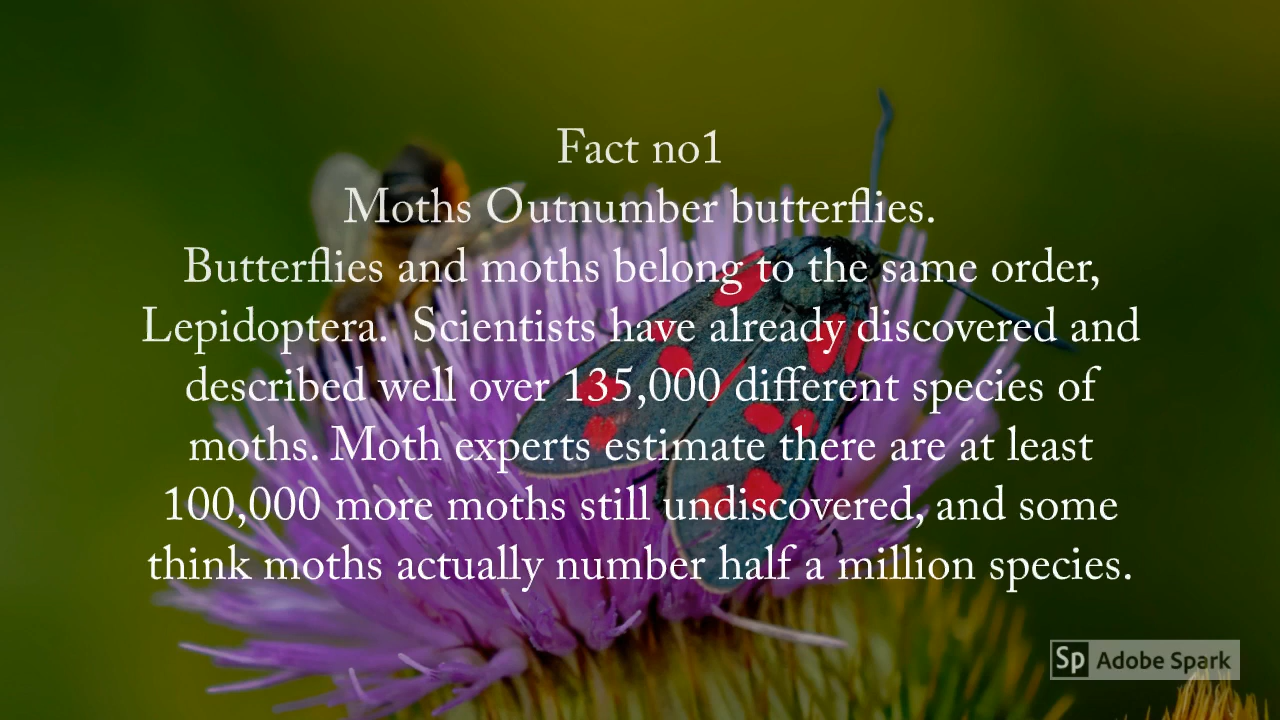 Fact no1
Moths Outnumber butterflies.
Butterflies and moths belong to the same order,
Lepidoptera.  Scientists have already discovered and
described well over 135,000 different species of
moths. Moth experts estimate there are at least
100,000 more moths still undiscovered, and some
think moths actually number half a million species.
Sp Adobe Spark